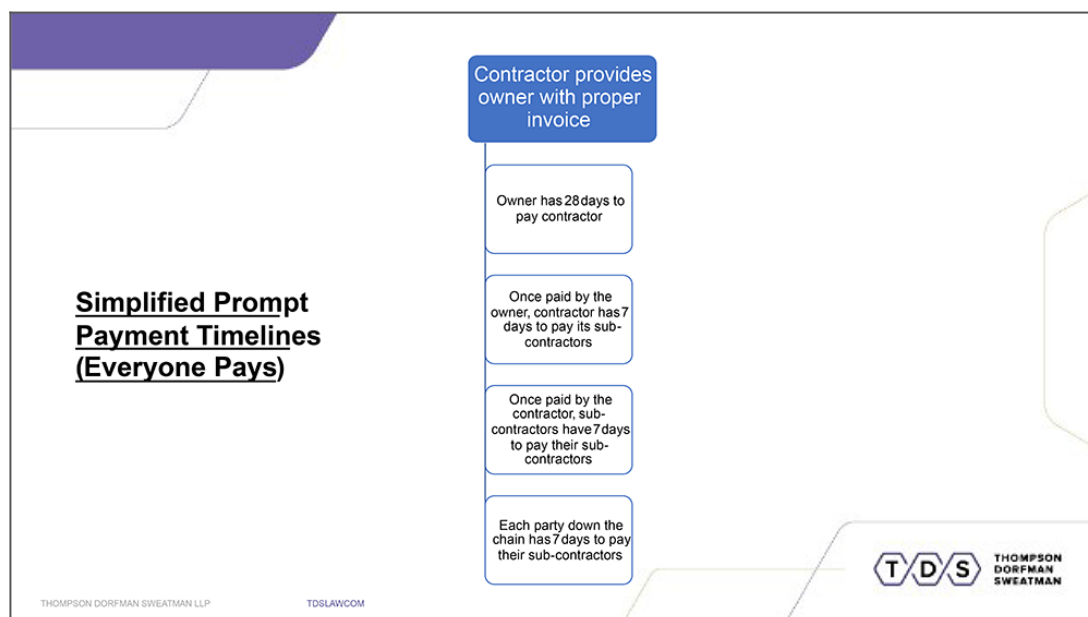 Contractor provides
owner with proper
invoice
Owner has 28 days to
pay contractor
Once paid by the
owner, contractor has 7
days to pay its sub-
contractors
Once paid by the
contractor, sub-
contractors have 7 days
to pay their sub-
contractors
Each party down the
chain has 7 days to pay
their sub-contractors
Simplified Prompt
Payment Timelines
(Everyone Pays)
THOMPSON DORFMAN SWEATMAN LLP
TDSLAWCOM
T D S
THOMPSON
DORFMAN
SWEATMAN